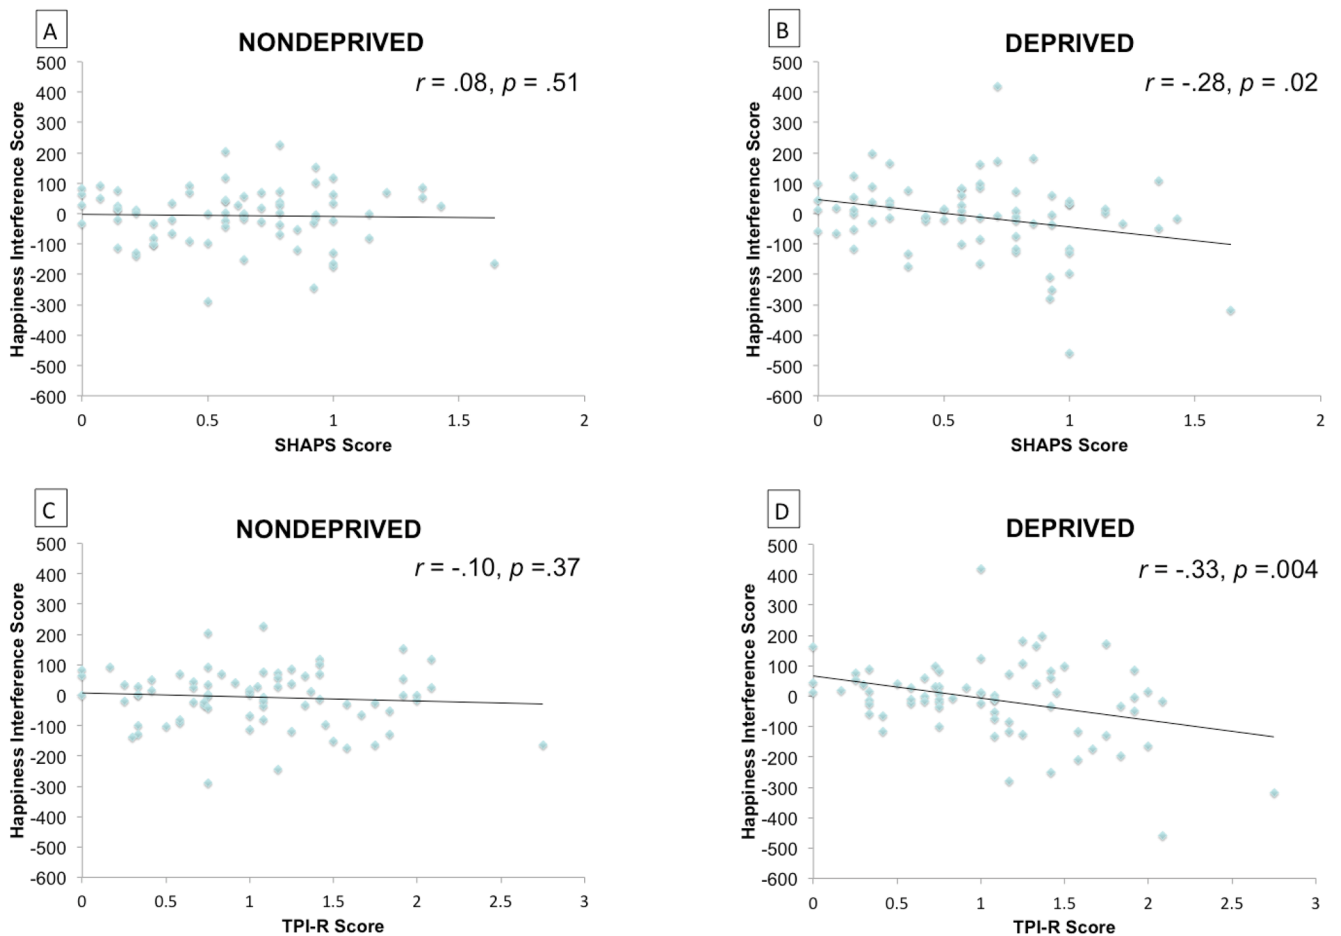 A
NONDEPRIVED
r = .08, p = .51
Happiness Interference Score
500
400
300
200
100
0
-100
-200
-300
-400
-500
-600
0 0.5 1 1.5 2
SHAPS Score
B
DEPRIVED
r = -.28, p = .02
Happiness Interference Score
500
400
300
200
100
0
-100
-200
-300
-400
-500
-600
0 0.5 1 1.5 2
SHAPS Score
C
NONDEPRIVED
r = -.10, p =.37
Happiness Interference Score
500
400
300
200
100
0
-100
-200
-300
-400
-500
-600
0 0.5 1 1.5 2 2.5 3
TPI-R Score
D
DEPRIVED
r = -.33, p =.004
Happiness Interference Score
500
400
300
200
100
0
-100
-200
-300
-400
-500
-600
0 0.5 1 1.5 2 2.5 3
TPI-R Score